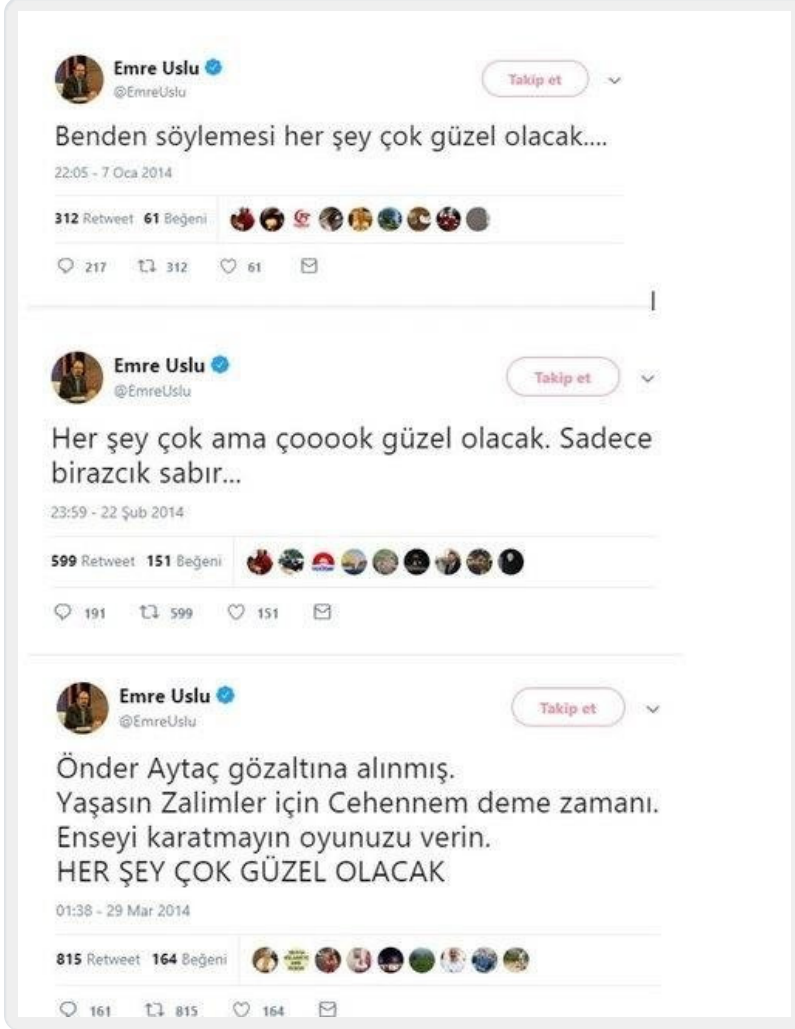 Emre Uslu
@EmreUslu
Takip et
Benden söylemesi her şey çok güzel olacak....
22:05 - 7 Oca 2014
312 Retweet 61 Beğeni
217 312 61
Emre Uslu
@EmreUslu
Takip et
Her şey çok ama çooook güzel olacak. Sadece
birazcık sabır...
23:59 - 22 Şub 2014
599 Retweet 151 Beğeni
191 599 151
Emre Uslu
@EmreUslu
Takip et
Önder Aytaç gözaltına alınmış.
Yaşasın Zalimler için Cehennem deme zamanı.
Enseyi karatmayın oyunuzu verin.
HER ŞEY ÇOK GÜZEL OLACAK
01:38 - 29 Mar 2014
815 Retweet 164 Beğeni
161 815 164